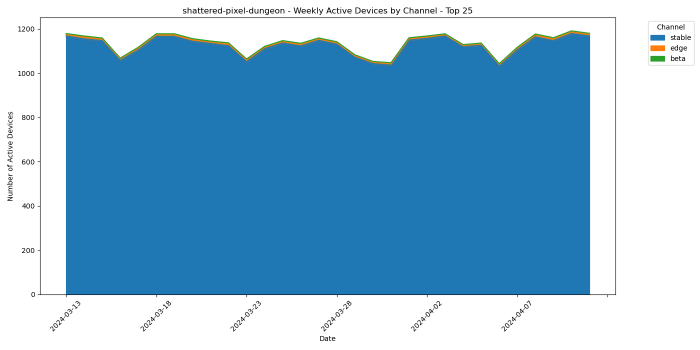 shattered-pixel-dungeon - Weekly Active Devices by Channel - Top 25
Number of Active Devices
1200
1000
800
600
400
200
0
2024-03-13
2024-03-18
2024-03-23
2024-03-28
2024-04-02
2024-04-07
Date
Channel
stable
edge
beta